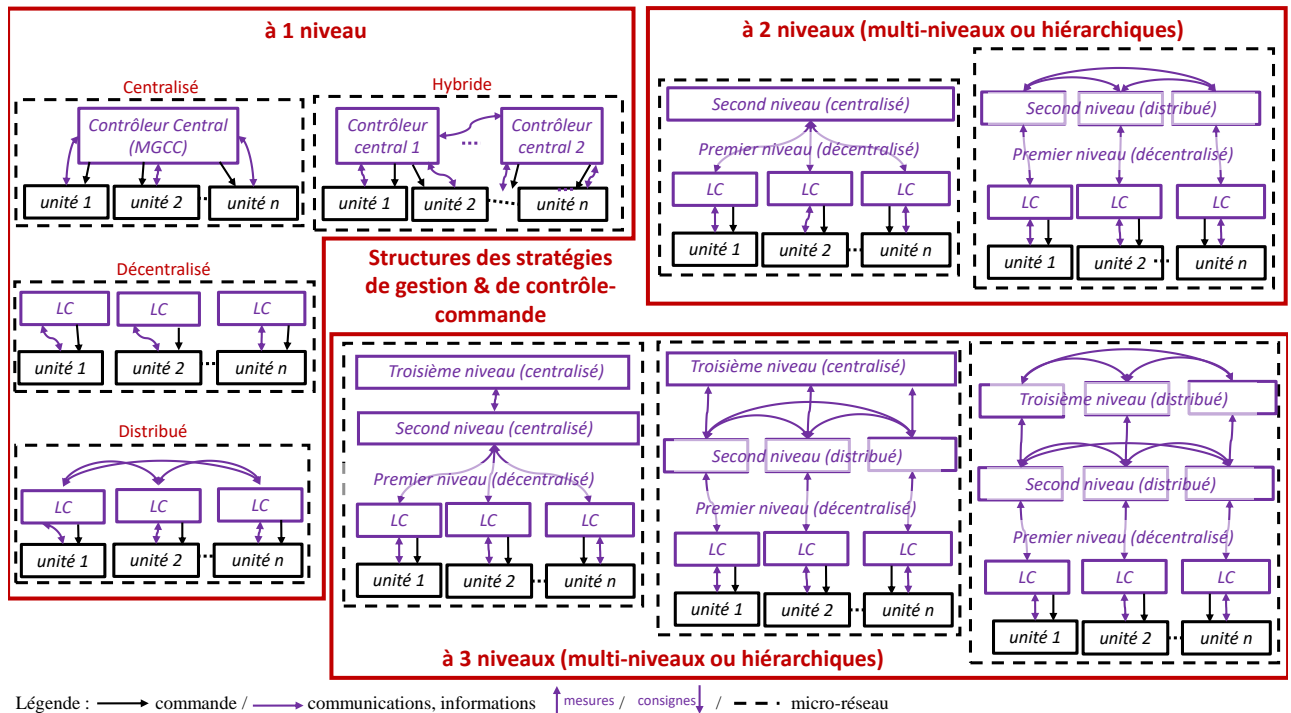 à 1 niveau
Centralisé
Contrôleur Central
(MGCC)
unité 1
unité 2
unité n
Hybride
Contrôleur
central 1
...
Contrôleur
central 2
unité 1
unité 2
unité n
Décentralisé
LC
LC
LC
unité 1
unité 2
unité n
Distribué
LC
LC
LC
unité 1
unité 2
unité n
Structures des stratégies
de gestion & de contrôle-
commande
à 2 niveaux (multi-niveaux ou hiérarchiques)
Second niveau (centralisé)
Premier niveau (décentralisé)
LC
LC
LC
unité 1
unité 2
unité n
Second niveau (distribué)
Premier niveau (décentralisé)
LC
LC
LC
unité 1
unité 2
unité n
Troisième niveau (centralisé)
Second niveau (centralisé)
Premier niveau (décentralisé)
LC
LC
LC
unité 1
unité 2
unité n
Troisième niveau (centralisé)
Second niveau (distribué)
Premier niveau (décentralisé)
LC
LC
LC
unité 1
unité 2
unité n
Troisième niveau (distribué)
Second niveau (distribué)
Premier niveau (décentralisé)
LC
LC
LC
unité 1
unité 2
unité n
à 3 niveaux (multi-niveaux ou hiérarchiques)
Légende : commande / communications, informations mesures / consignes / micro-réseau